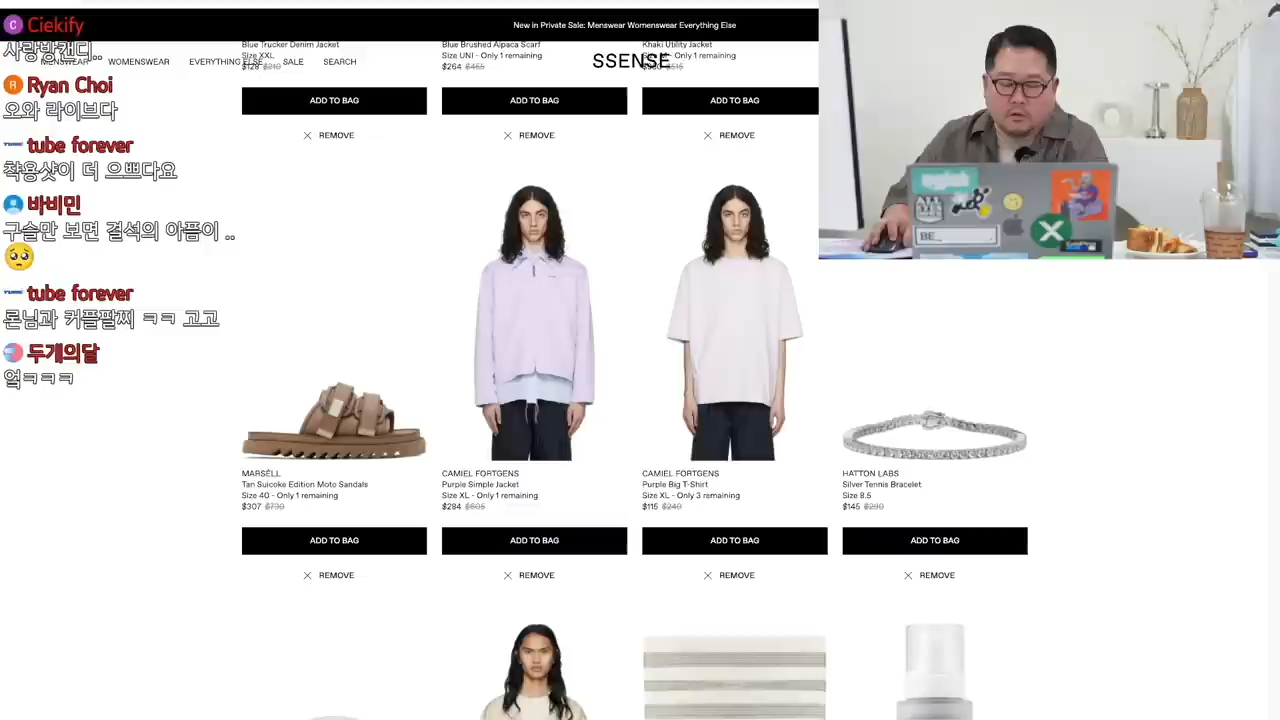 Ciekify
사랑방캔디..
Ryan Choi
오와 라이브다
tube forever
착용샷이 더 으쁘다요
바비민
구슬만 보면 결석의 아픔이 ..
tube forever
론님과 커플팔찌 ㅋㅋ 고고
두개의달
엌ㅋㅋㅋ
New in Private Sale: Menswear Womenswear Everything Else
MENSWEAR WOMENSWEAR EVERYTHING ELSE SALE SEARCH
SSENSE
Blue Trucker Denim Jacket
Size XXL
$128 $210
ADD TO BAG
REMOVE
Blue Brushed Alpaca Scarf
Size UNI - Only 1 remaining
$264 $455
ADD TO BAG
REMOVE
Khaki Utility Jacket
$515
ADD TO BAG
REMOVE
MARSÈLL
Tan Suicoke Edition Moto Sandals
Size 40 - Only 1 remaining
$307 $730
ADD TO BAG
REMOVE
CAMIEL FORTGENS
Purple Simple Jacket
Size XL - Only 1 remaining
$284 $605
ADD TO BAG
REMOVE
CAMIEL FORTGENS
Purple Big T-Shirt
Size XL - Only 3 remaining
$115 $240
ADD TO BAG
REMOVE
HATTON LABS
Silver Tennis Bracelet
Size 8.5
$145 $290
ADD TO BAG
REMOVE
BE_